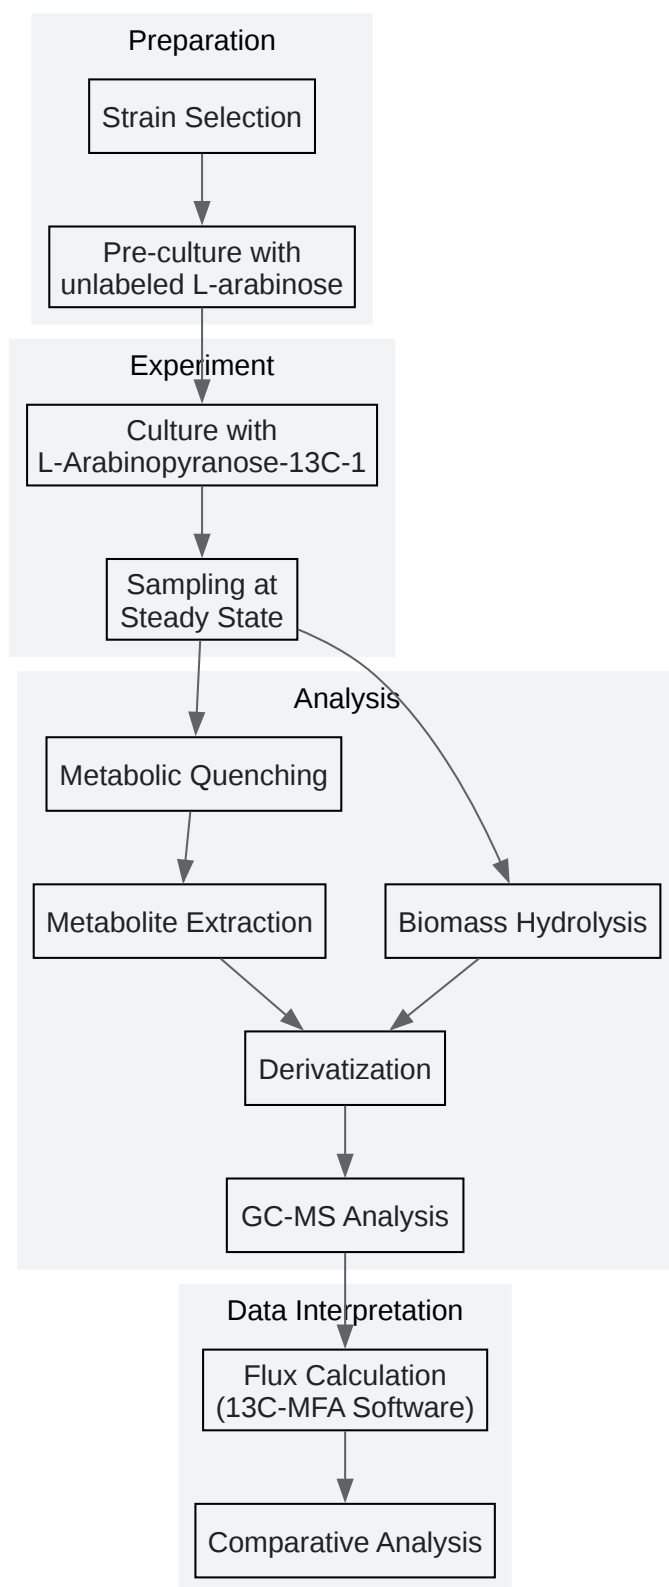 Preparation
Strain Selection
Pre-culture with
unlabeled L-arabinose
Experiment
Culture with
L-Arabinopyranose-13C-1
Sampling at
Steady State
Analysis
Metabolic Quenching
Metabolite Extraction
Biomass Hydrolysis
Derivatization
GC-MS Analysis
Data Interpretation
Flux Calculation
(13C-MFA Software)
Comparative Analysis